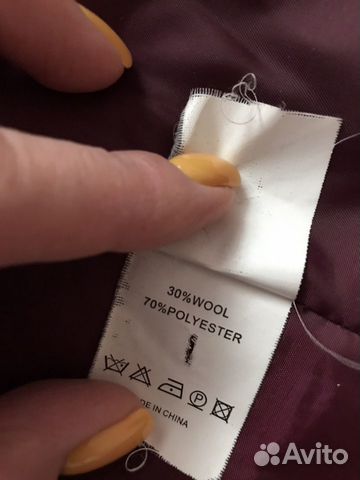 30%WOOL
70%POLYESTER
DE IN CHINA
Avito